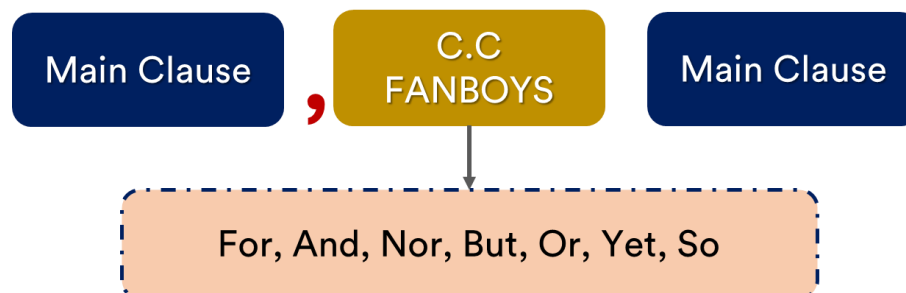 Main Clause
,
C.C
FANBOYS
Main Clause
For, And, Nor, But, Or, Yet, So